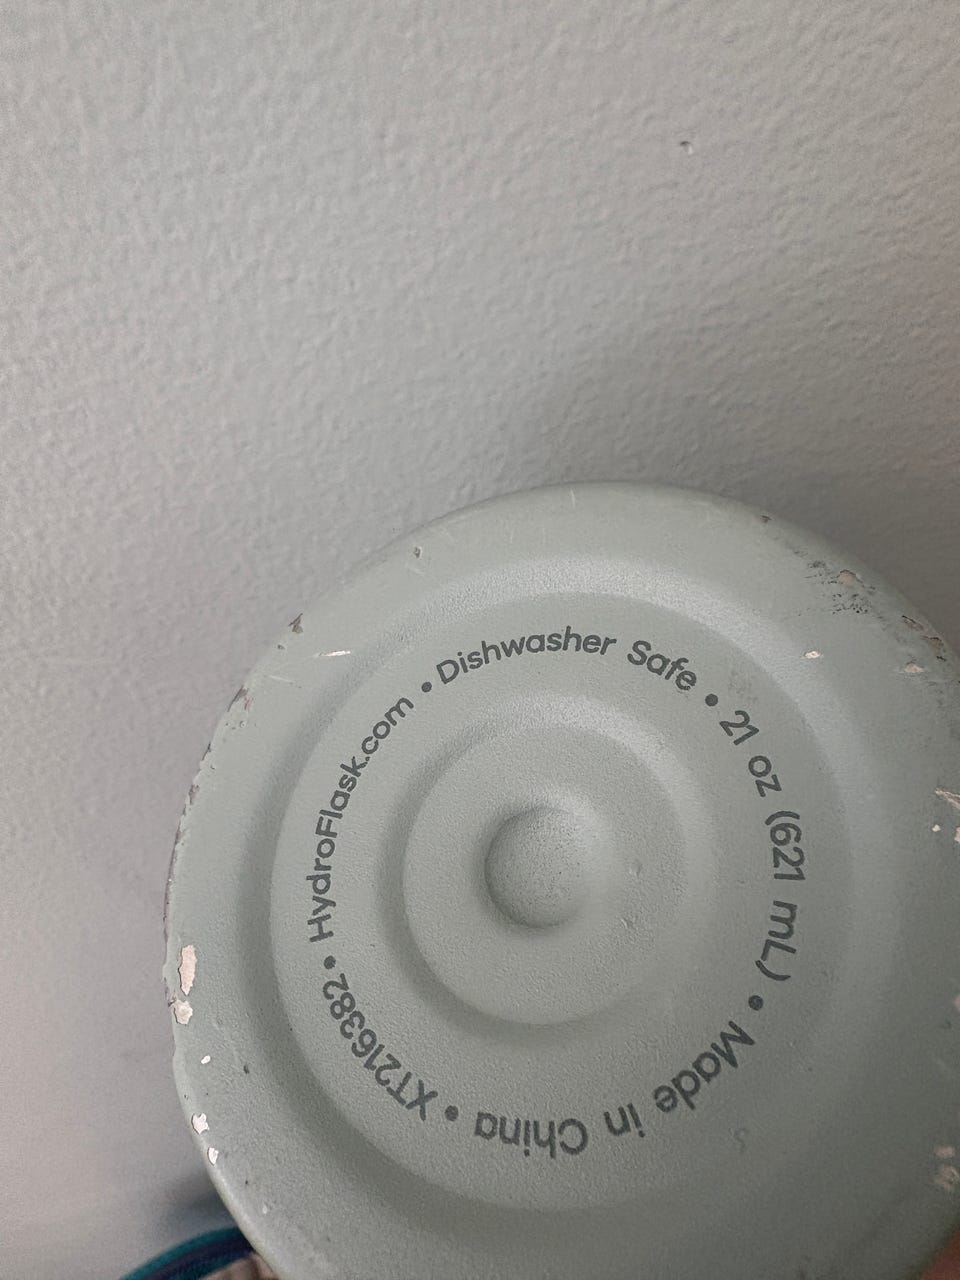 HydroFlask.com • Dishwasher Safe • 21 oz (621 mL) • Made in China • XT216382 •